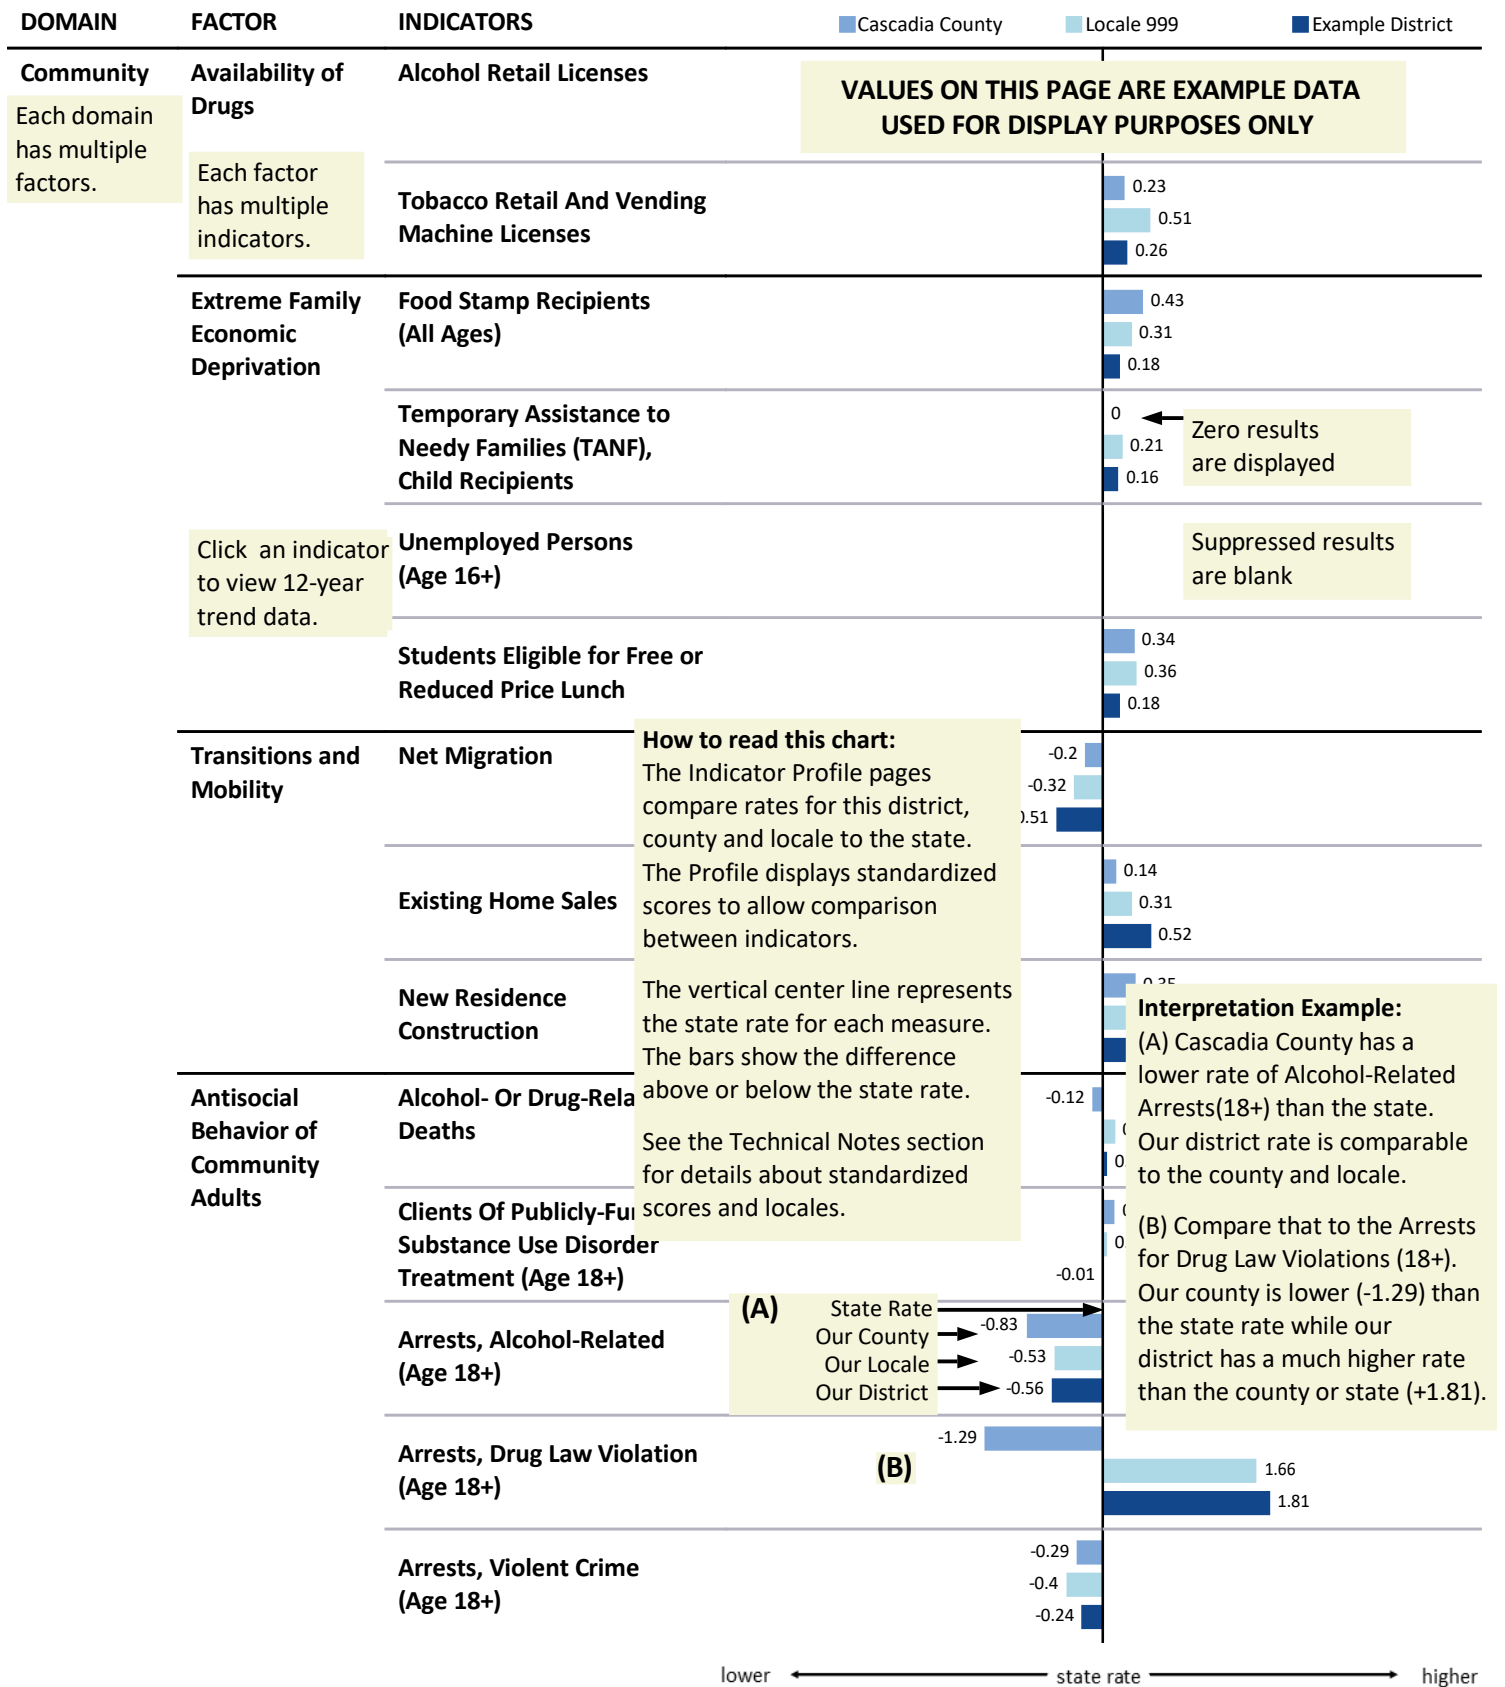 DOMAIN FACTOR INDICATORS Cascadia County Locale 999 Example District
Community Availability of Alcohol Retail Licenses
Drugs
VALUES ON THIS PAGE ARE EXAMPLE DATA
USED FOR DISPLAY PURPOSES ONLY
Each domain
has multiple
factors.
Each factor
has multiple
indicators.
Tobacco Retail And Vending
Machine Licenses
0.23
0.51
0.26
Extreme Family
Economic
Deprivation
Food Stamp Recipients
(All Ages)
0.43
0.31
0.18
Temporary Assistance to
Needy Families (TANF),
Child Recipients
0
0.21
0.16
Zero results
are displayed
Click an indicator
to view 12-year
trend data.
Unemployed Persons
(Age 16+)
Suppressed results
are blank
Students Eligible for Free or
Reduced Price Lunch
0.34
0.36
0.18
Transitions and
Mobility
Net Migration
-0.2
-0.32
0.51
How to read this chart:
The Indicator Profile pages
compare rates for this district,
county and locale to the state.
The Profile displays standardized
scores to allow comparison
between indicators.
The vertical center line represents
the state rate for each measure.
The bars show the difference
above or below the state rate.
See the Technical Notes section
for details about standardized
scores and locales.
Existing Home Sales
0.14
0.31
0.52
New Residence
Construction
Interpretation Example:
(A) Cascadia County has a
lower rate of Alcohol-Related
Arrests(18+) than the state.
Our district rate is comparable
to the county and locale.
(B) Compare that to the Arrests
for Drug Law Violations (18+).
Our county is lower (-1.29) than
the state rate while our
district has a much higher rate
than the county or state (+1.81).
Antisocial
Behavior of
Community
Adults
Alcohol- Or Drug-Rela
Deaths
-0.12
Clients Of Publicly-Fu
Substance Use Disorder
Treatment (Age 18+)
-0.01
Arrests, Alcohol-Related
(Age 18+)
(A) State Rate
Our County -0.83
Our Locale -0.53
Our District -0.56
Arrests, Drug Law Violation
(Age 18+)
(B)
-1.29
1.66
1.81
Arrests, Violent Crime
(Age 18+)
-0.29
-0.4
-0.24
lower state rate higher